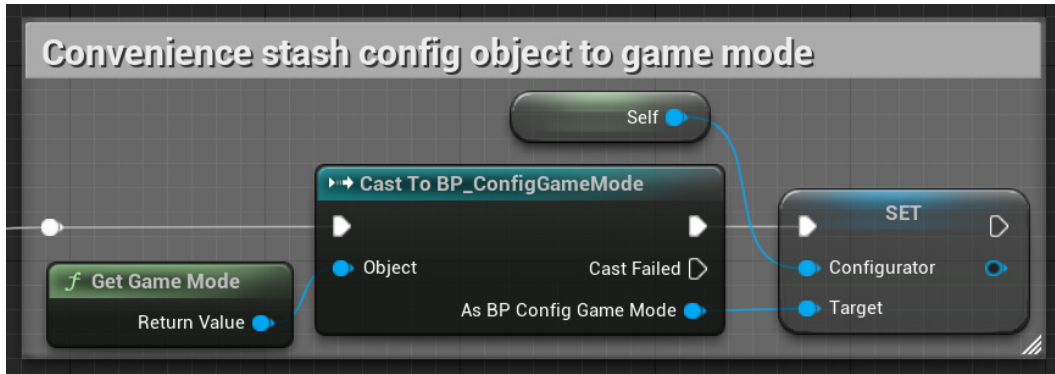 Convenience stash config object to game mode
Self
Cast To BP_ConfigGameMode
SET
Object
Cast Failed
Configurator
f Get Game Mode
Return Value
As BP Config Game Mode
Target